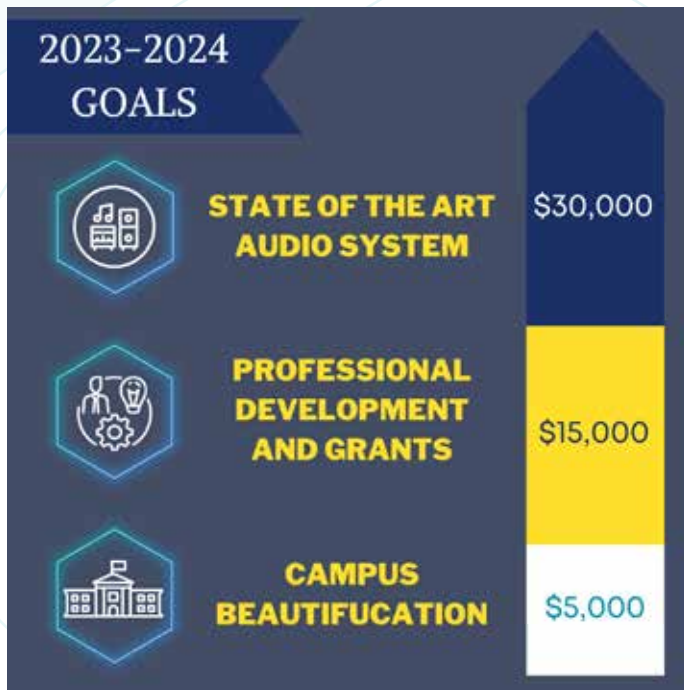 2023-2024
GOALS
STATE OF THE ART
AUDIO SYSTEM
$30,000
PROFESSIONAL
DEVELOPMENT
AND GRANTS
$15,000
CAMPUS
BEAUTIFUCATION
$5,000